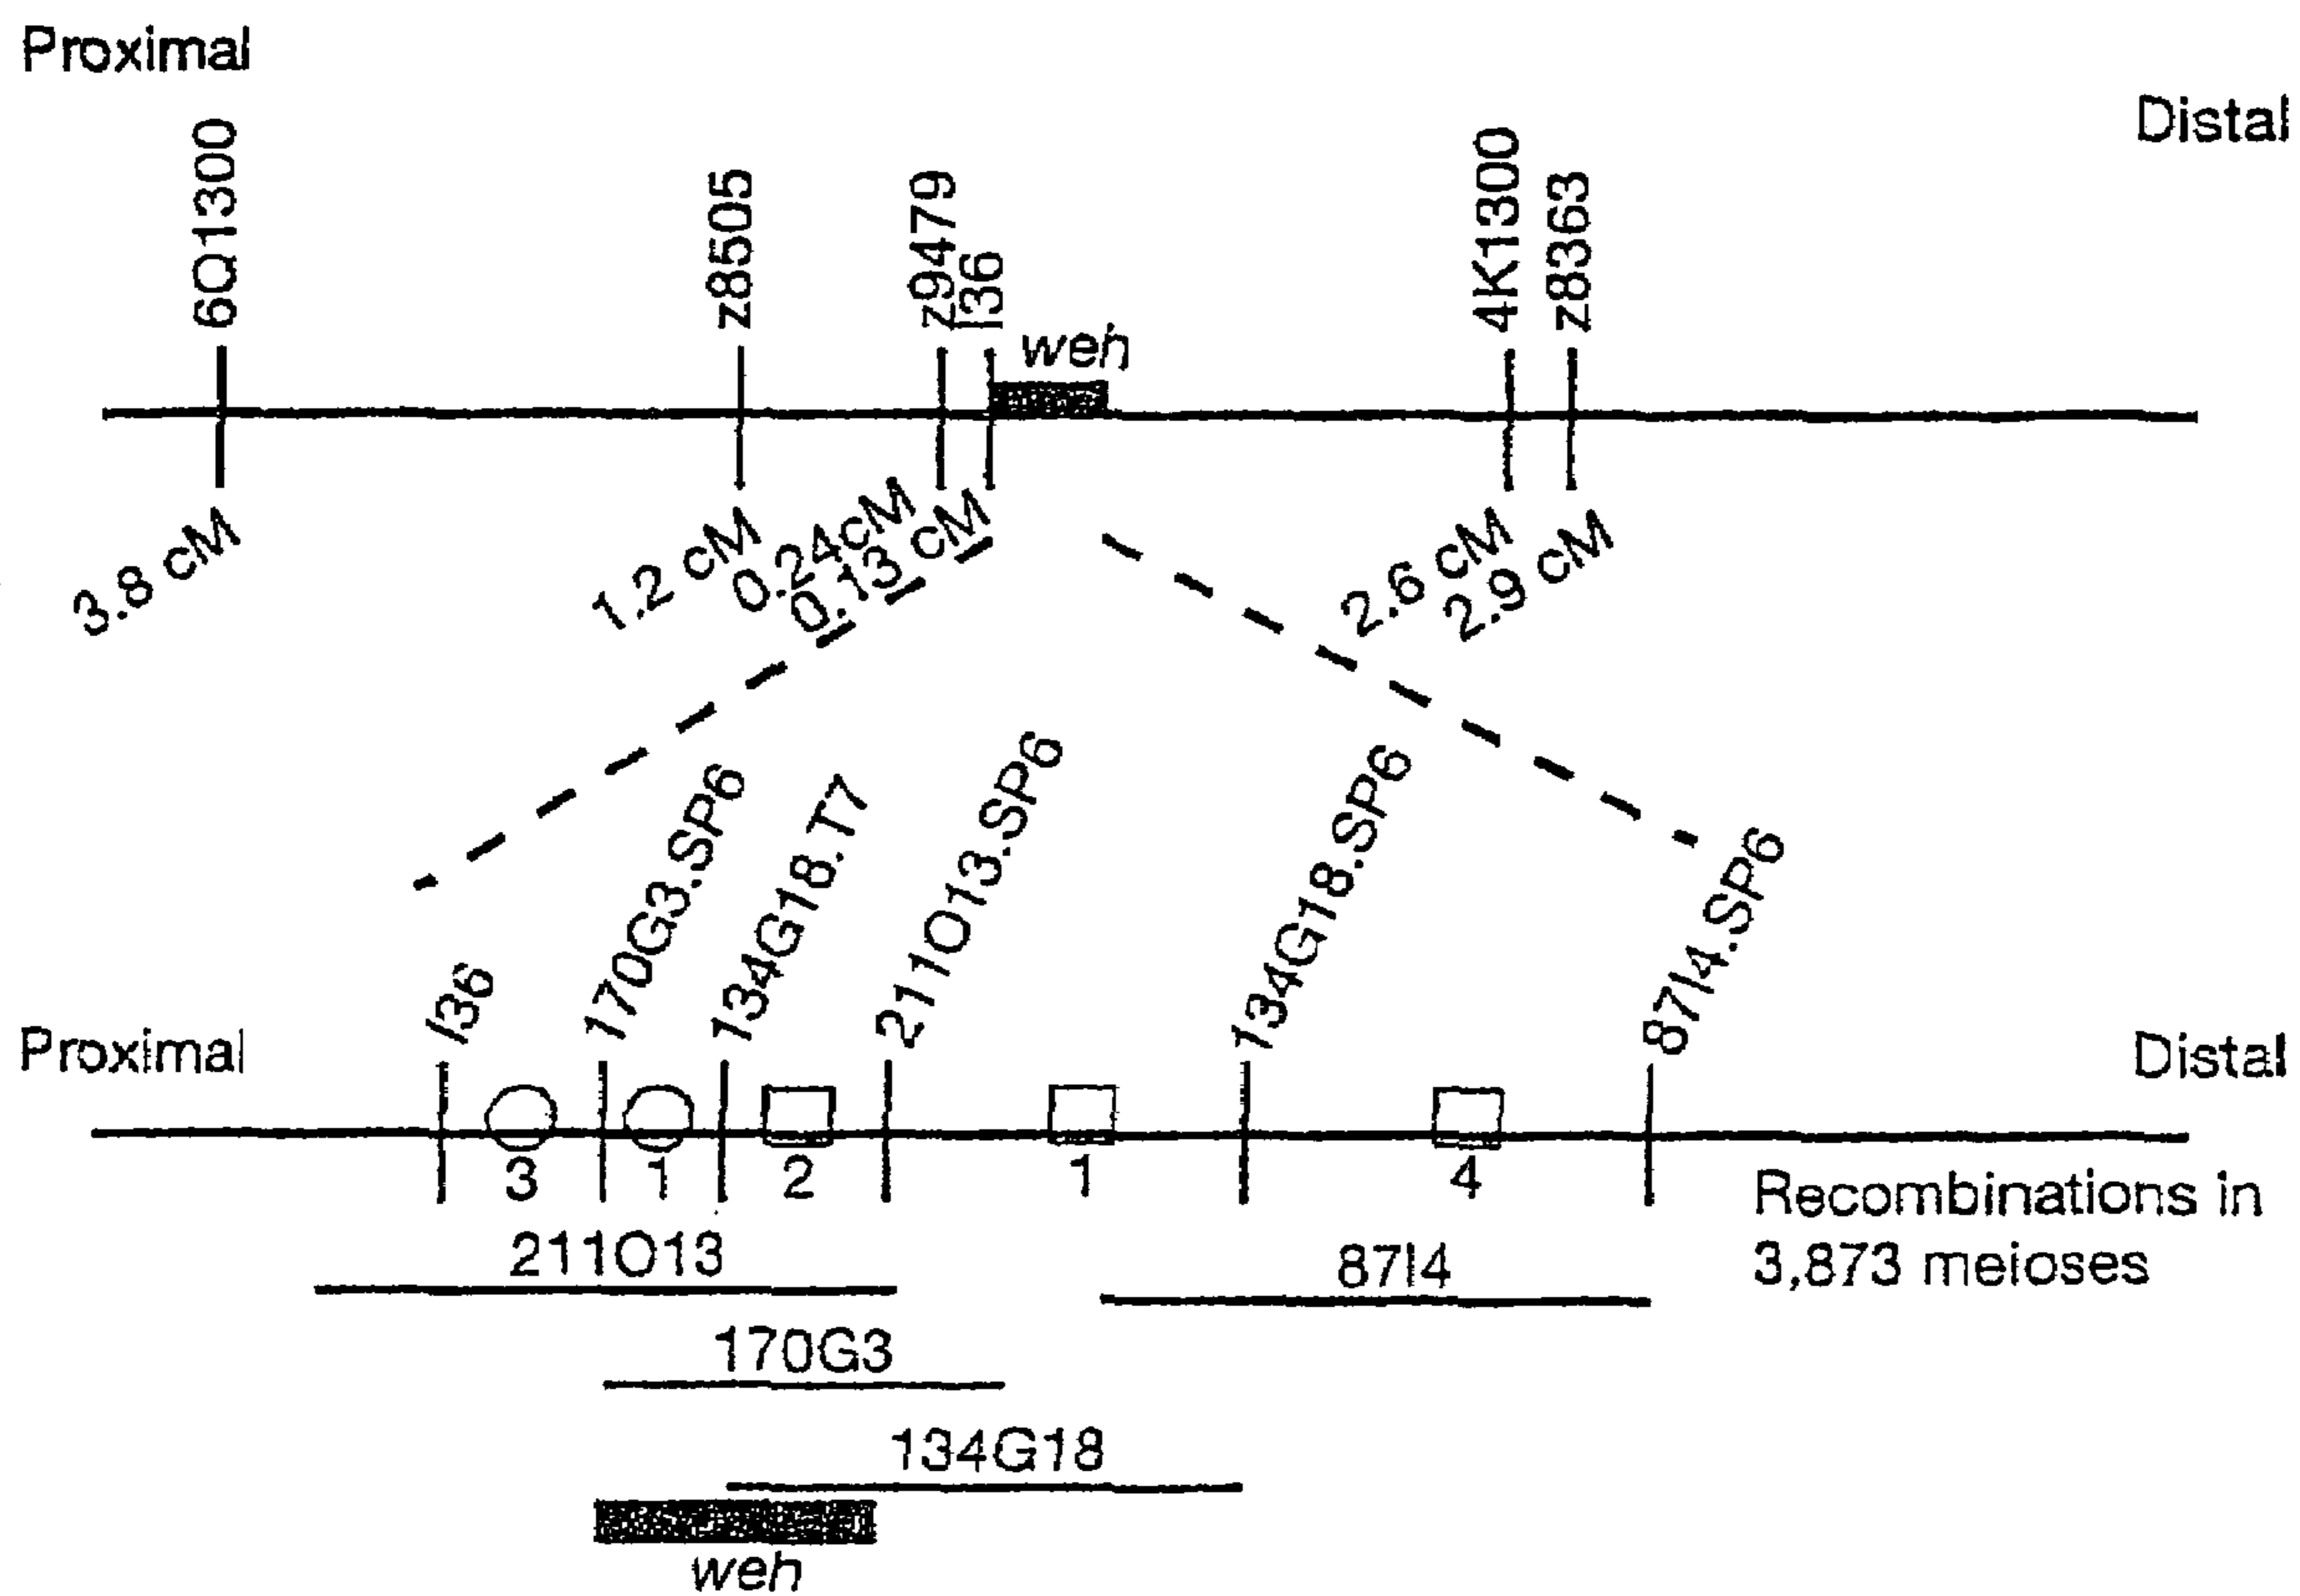 Proximal
Distal
6Q1300
z8505
z9479
I36
weh
4K1300
z8363
3.8 cM
1.2 cM
0.24cM
0.13 cM
2.6 cM
2.9 cM
I36
170G3.SP6
134G18.T7
211O13.SP6
134G18.SP6
87I4.SP6
Proximal
Distal
3
1
2
1
4
Recombinations in
3,873 meioses
211O13
87I4
170G3
134G18
weh